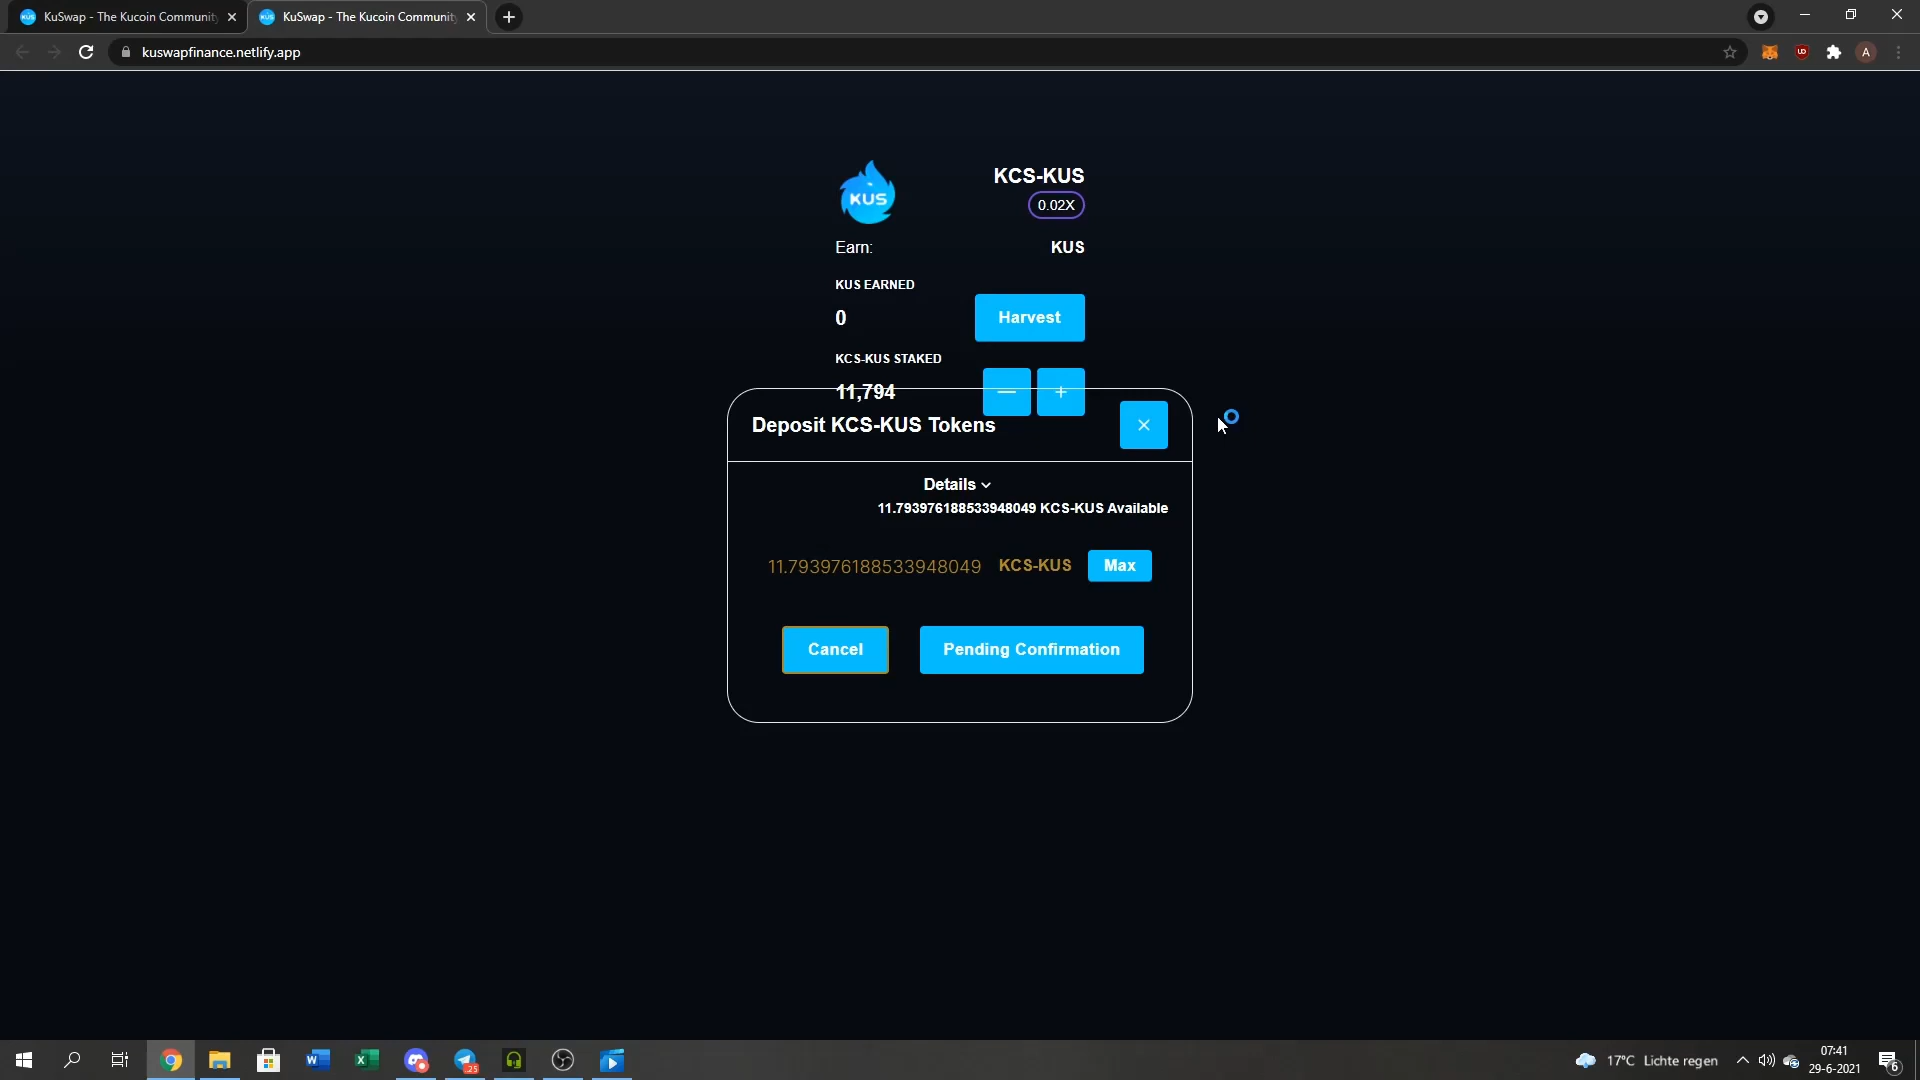 KuSwap - The Kucoin Community
KuSwap - The Kucoin Communit
kuswapfinance.netlify.app
A
KUS
KCS-KUS
0.02X
Earn:
KUS
KUS EARNED
0
Harvest
KCS-KUS STAKED
11,794
Deposit KCS-KUS Tokens
Details
11.793976188533948049 KCS-KUS Available
11.793976188533948049 KCS-KUS
Max
Cancel
Pending Confirmation
17°C Lichte regen
07:41
29-6-2021
6